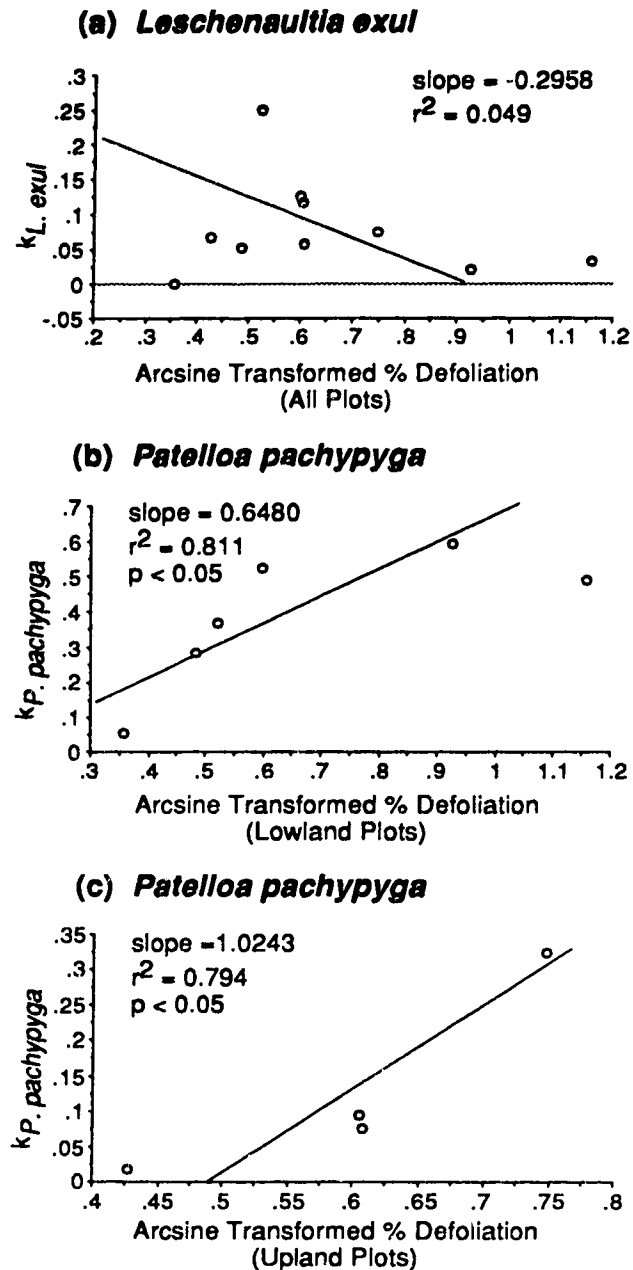 (a) Leschenaultia exul
slope = -0.2958
r2 = 0.049
kL. exul
.3
.25
.2
.15
.1
.05
0
-.05
.2 .3 .4 .5 .6 .7 .8 .9 1 1.1 1.2
Arcsine Transformed % Defoliation
(All Plots)
(b) Patelloa pachypyga
slope = 0.6480
r2 = 0.811
p < 0.05
kP. pachypyga
.7
.6
.5
.4
.3
.2
.1
0
.3 .4 .5 .6 .7 .8 .9 1 1.1 1.2
Arcsine Transformed % Defoliation
(Lowland Plots)
(c) Patelloa pachypyga
slope =1.0243
r2 = 0.794
p < 0.05
kP. pachypyga
.35
.3
.25
.2
.15
.1
.05
0
.4 .45 .5 .55 .6 .65 .7 .75 .8
Arcsine Transformed % Defoliation
(Upland Plots)